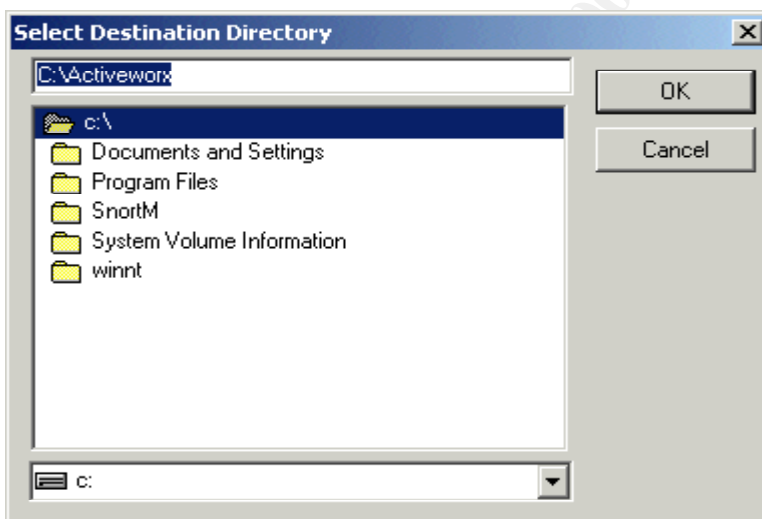 Select Destination Directory
C:\Activeworx
OK
c:\
Cancel
Documents and Settings
Program Files
SnortM
System Volume Information
winnt
c: